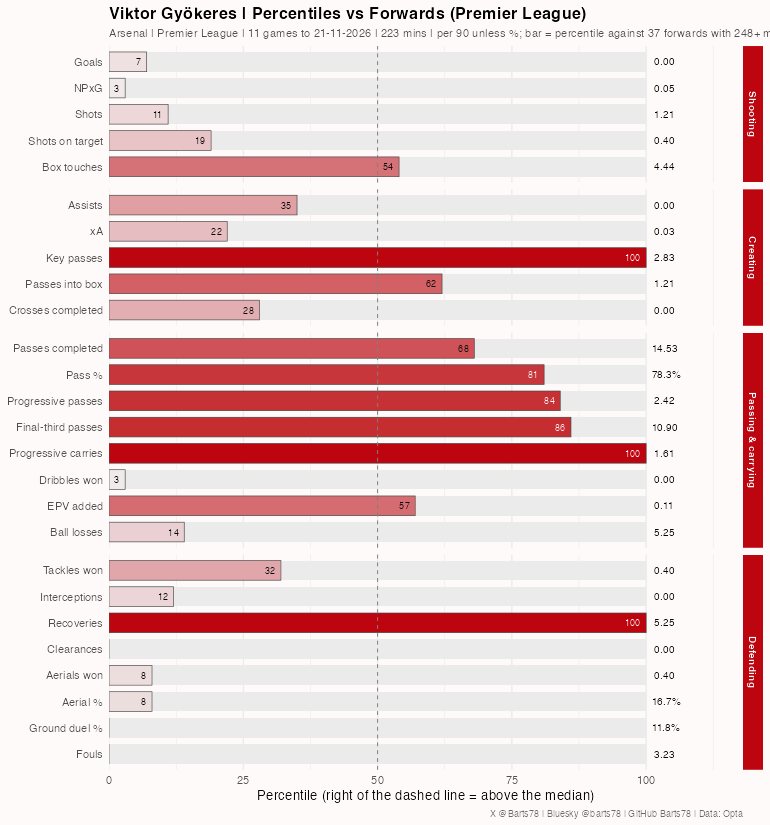 Viktor Gyökeres | Percentiles vs Forwards (Premier League)
Arsenal | Premier League | 11 games to 21-11-2026 | 223 mins | per 90 unless %; bar = percentile against 37 forwards with 248+ m
Goals 7 0.00
NPxG 3 0.05
Shots 11 1.21
Shots on target 19 0.40
Box touches 54 4.44
Shooting
Assists 35 0.00
xA 22 0.03
Key passes 100 2.83
Passes into box 62 1.21
Crosses completed 28 0.00
Creating
Passes completed 68 14.53
Pass % 81 78.3%
Progressive passes 84 2.42
Final-third passes 86 10.90
Progressive carries 100 1.61
Dribbles won 3 0.00
EPV added 57 0.11
Ball losses 14 5.25
Passing & carrying
Tackles won 32 0.40
Interceptions 12 0.00
Recoveries 100 5.25
Clearances 0.00
Aerials won 8 0.40
Aerial % 8 16.7%
Ground duel % 11.8%
Fouls 3.23
Defending
0 25 50 75 100
Percentile (right of the dashed line = above the median)
X @Barts78 | Bluesky @barts78 | GitHub Barts78 | Data: Opta